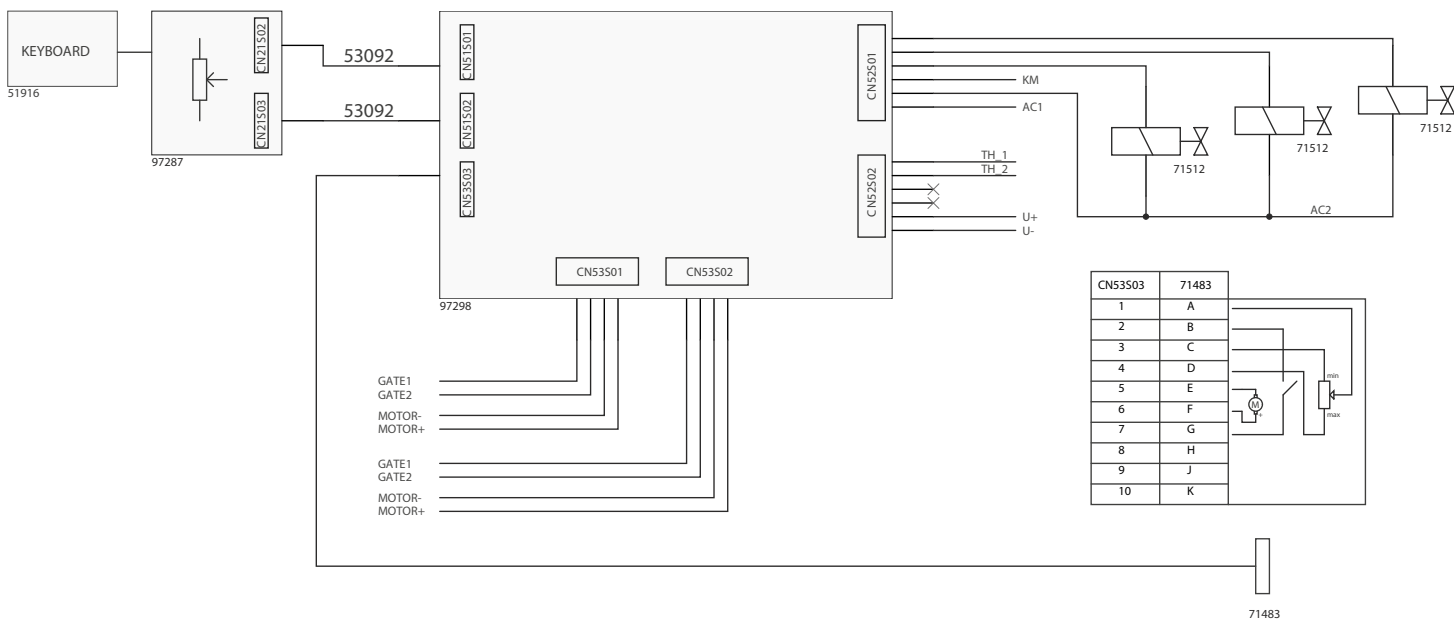 KEYBOARD
51916
CN21S02
CN21S03
97287
53092
53092
CN51S01
CN51S02
CN53S03
CN53S01
CN53S02
97298
CN52S01
CN52S02
KM
AC1
TH_1
TH_2
U+
U-
71512
71512
71512
AC2
GATE1
GATE2
MOTOR-
MOTOR+
GATE1
GATE2
MOTOR-
MOTOR+
CN53S03 71483
1 A
2 B
3 C
4 D
5 E
6 F
7 G
8 H
9 J
10 K
M
+
min
max
71483